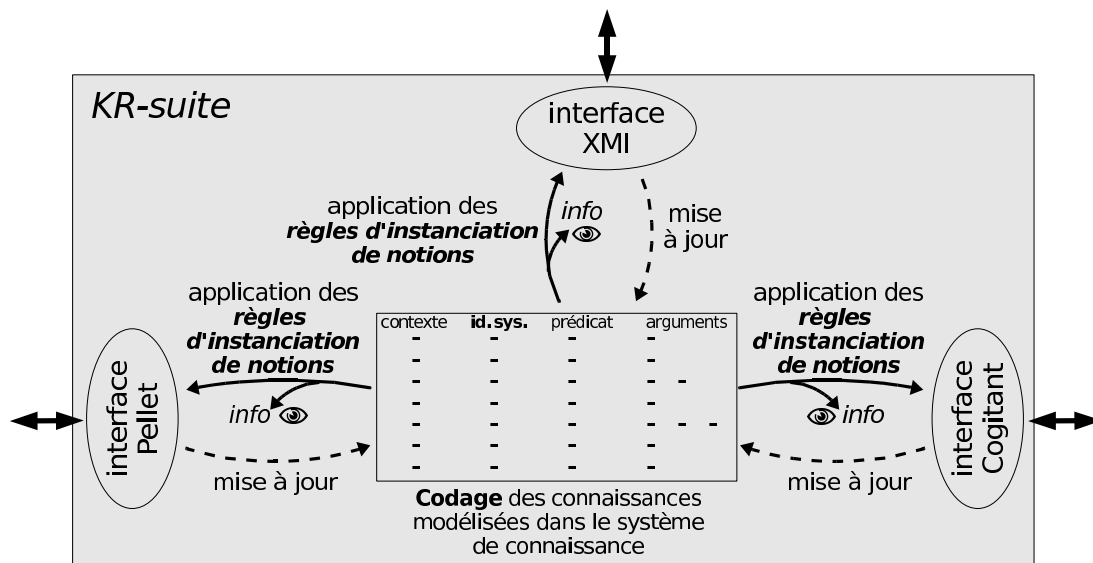 KR-suite
interface
XMI
application des
règles d'instanciation
de notions
info
mise
à jour
application des
règles
d'instanciation
de notions
info
interface
Pellet
mise à jour
contexte id.sys. prédicat arguments
- - - -
- - - -
- - - - -
- - - -
- - - - - -
- - - -
- - - -
application des
règles
d'instanciation
de notions
info
interface
Cogitant
mise à jour
Codage des connaissances
modélisées dans le système
de connaissance